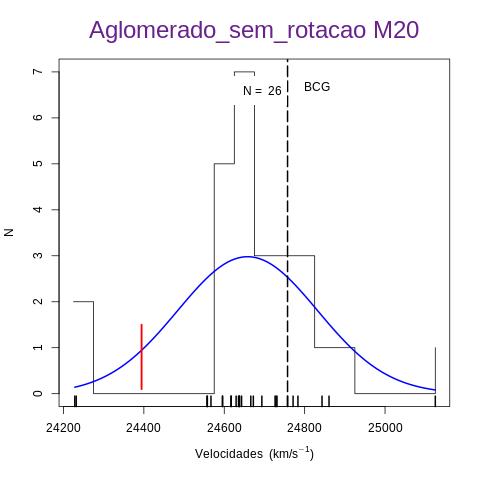 Aglomerado_sem_rotacao M20
N = 26
BCG
7
6
5
4
3
2
1
0
N
24200 24400 24600 24800 25000
Velocidades (km/s⁻¹)